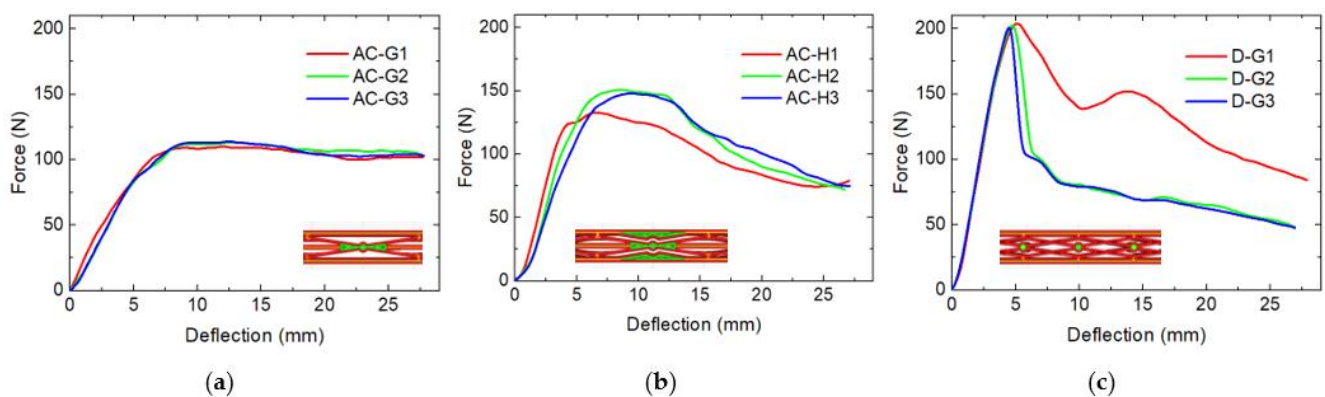 200
150
100
50
0
Force (N)
AC-G1
AC-G2
AC-G3
0 5 10 15 20 25
Deflection (mm)
(a)
200
150
100
50
0
Force (N)
AC-H1
AC-H2
AC-H3
0 5 10 15 20 25
Deflection (mm)
(b)
200
150
100
50
0
Force (N)
D-G1
D-G2
D-G3
0 5 10 15 20 25
Deflection (mm)
(c)